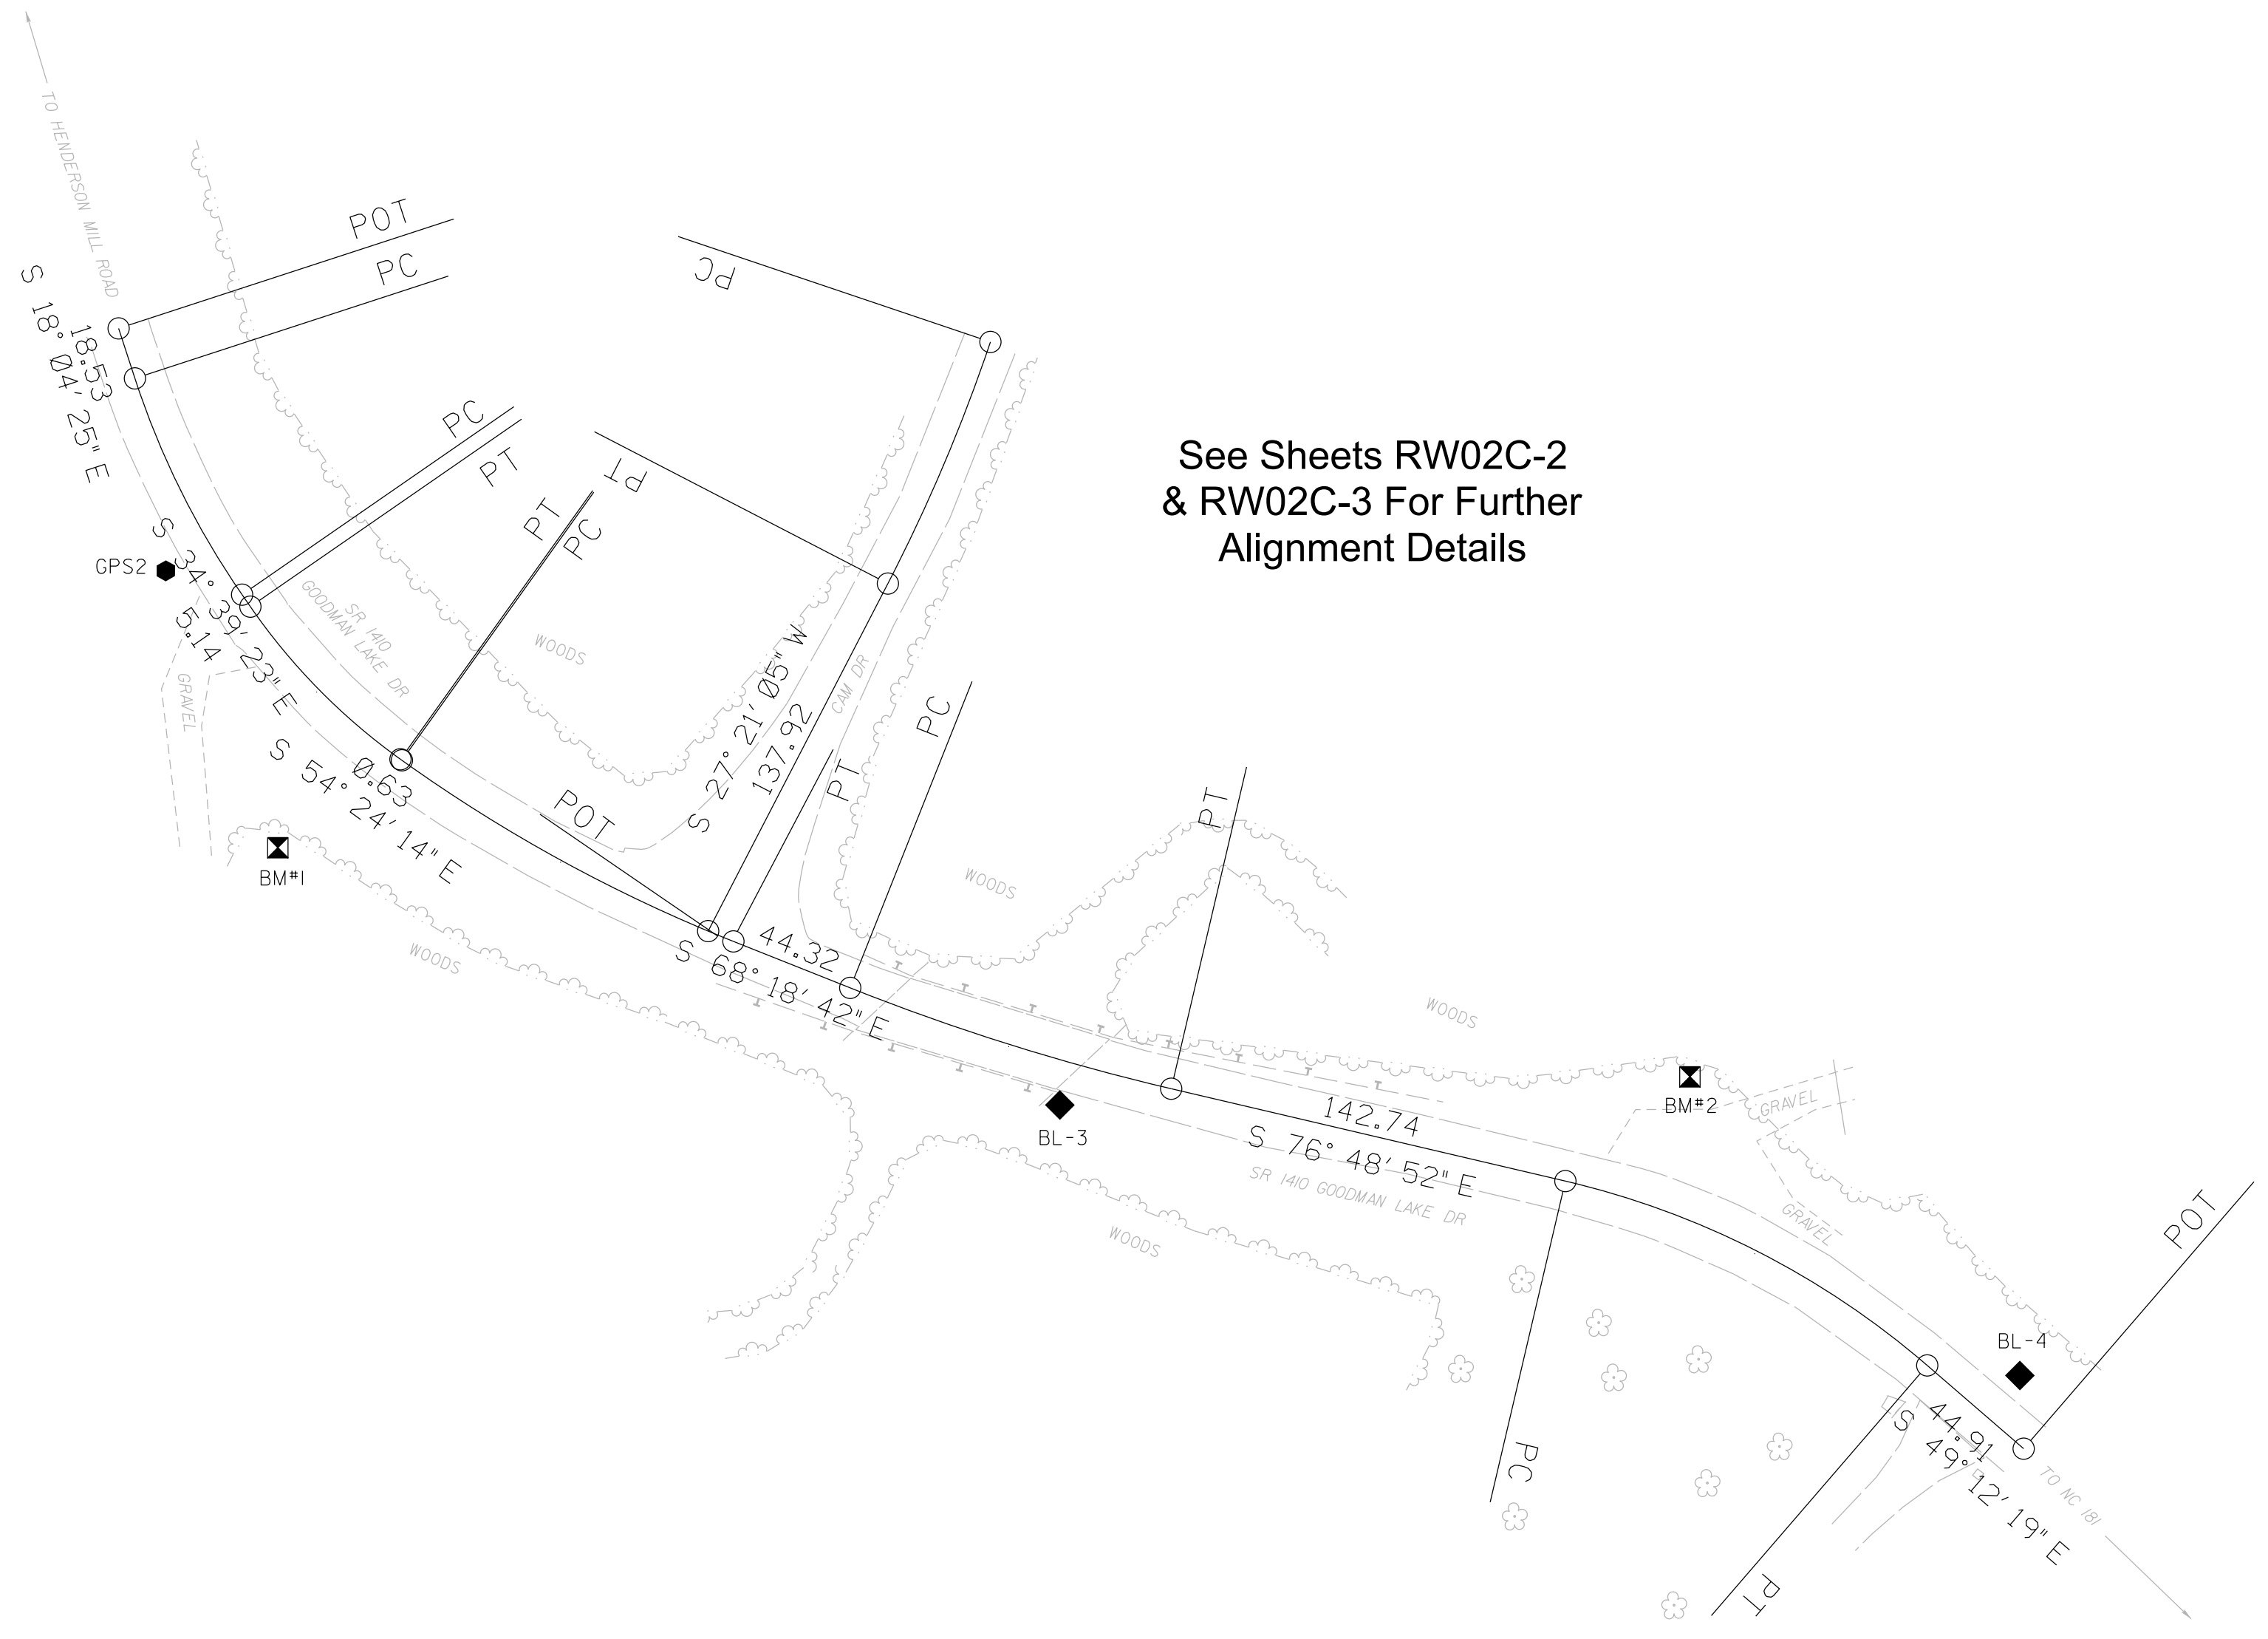 TO HENDERSON MILL ROAD
POT
PC
PC
S 18° 04' 25" E
18.53
PC
PT
PT
PC
PT
See Sheets RW02C-2
& RW02C-3 For Further
Alignment Details
GPS2
S 34° 39' 23" E
5.14
SR 1410
GOODMAN LAKE DR
WOODS
GRAVEL
S 27° 21' 05" W
137.92
CAM DR
PC
PT
0.63
S 54° 24' 14" E
POT
PT
BM#1
WOODS
WOODS
44.32
S 68° 18' 42" E
WOODS
BL-3
142.74
S 76° 48' 52" E
SR 1410 GOODMAN LAKE DR
BM#2
GRAVEL
GRAVEL
WOODS
POT
BL-4
44.91
S 49° 12' 19" E
PC
PT
TO NC 181